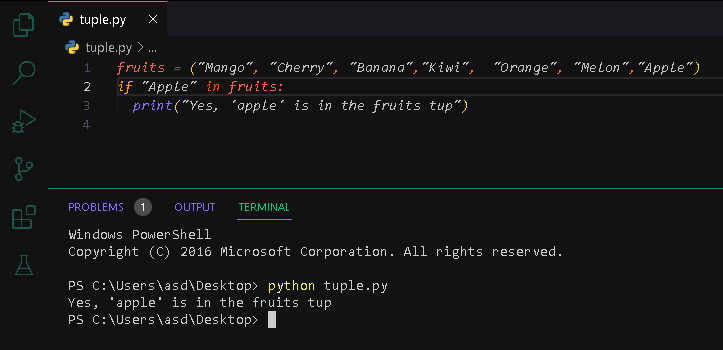 tuple.py ×
tuple.py > ...
1 fruits = ("Mango", "Cherry", "Banana","Kiwi",  "Orange", "Melon","Apple")
2 if "Apple" in fruits:
3   print("Yes, 'apple' is in the fruits tup")
4
PROBLEMS 1 OUTPUT TERMINAL
Windows PowerShell
Copyright (C) 2016 Microsoft Corporation. All rights reserved.
PS C:\Users\asd\Desktop> python tuple.py
Yes, 'apple' is in the fruits tup
PS C:\Users\asd\Desktop>